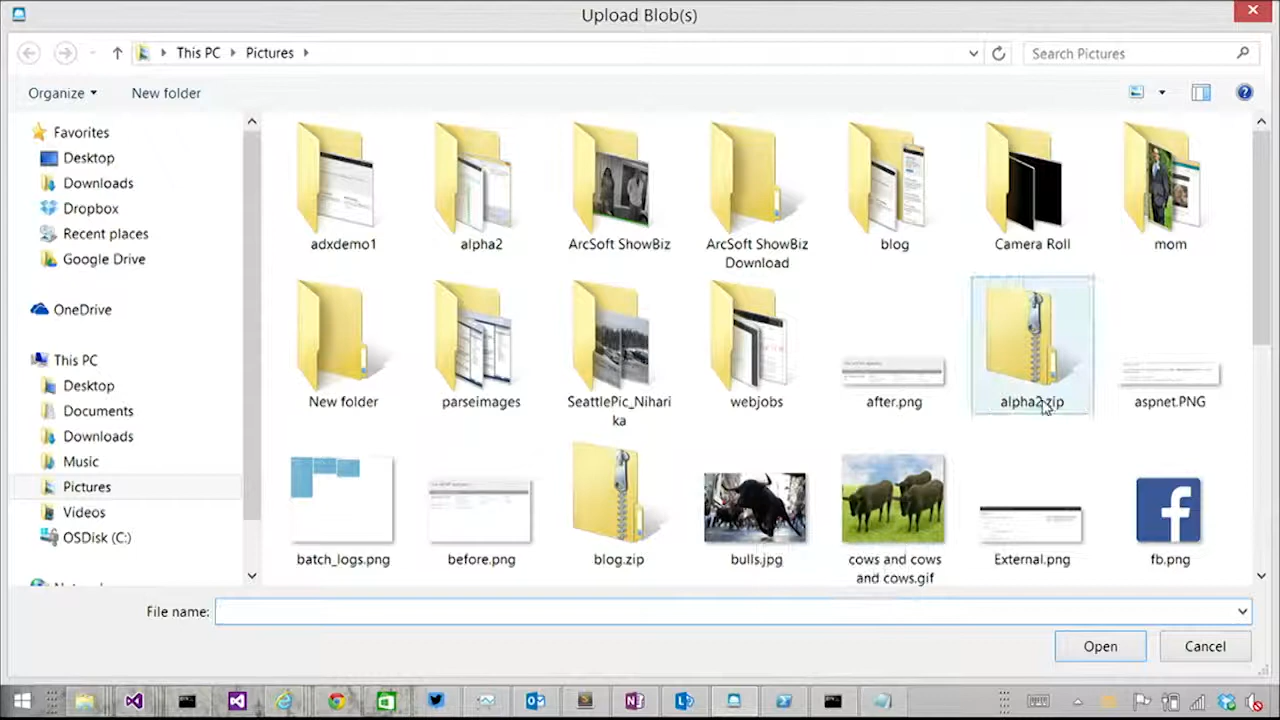 Upload Blob(s)
This PC
Pictures
Search Pictures
Organize
New folder
Favorites
Desktop
Downloads
Dropbox
Recent places
Google Drive
OneDrive
This PC
Desktop
Documents
Downloads
Music
Pictures
Videos
OSDisk (C:)
adxdemo1
alpha2
ArcSoft ShowBiz
ArcSoft ShowBiz
Download
blog
Camera Roll
mom
New folder
parseimages
SeattlePic_Nihari
ka
webjobs
after.png
alpha2.zip
aspnet.PNG
batch_logs.png
before.png
blog.zip
bulls.jpg
cows and cows
and cows.gif
External.png
fb.png
File name:
Open
Cancel